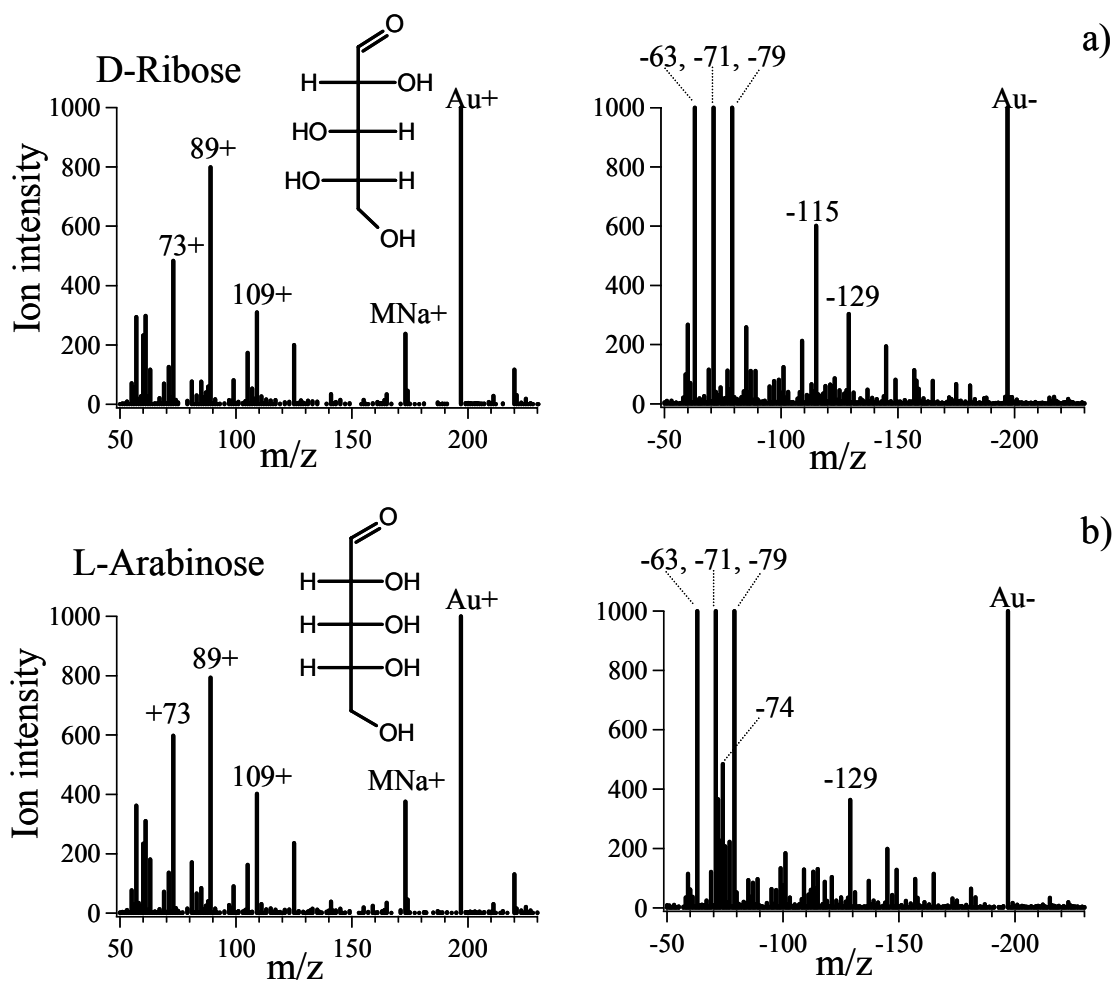 a)
D-Ribose
O
H OH
HO H
HO H
OH
Ion intensity
1000
800
600
400
200
0
73+
89+
109+
MNa+
Au+
50 100 150 200
m/z
-63, -71, -79
Au-
1000
800
600
400
200
0
-115
-129
-50 -100 -150 -200
m/z
b)
L-Arabinose
O
H OH
H OH
H OH
OH
Ion intensity
1000
800
600
400
200
0
+73
89+
109+
MNa+
Au+
50 100 150 200
m/z
-63, -71, -79
Au-
1000
800
600
400
200
0
-74
-129
-50 -100 -150 -200
m/z